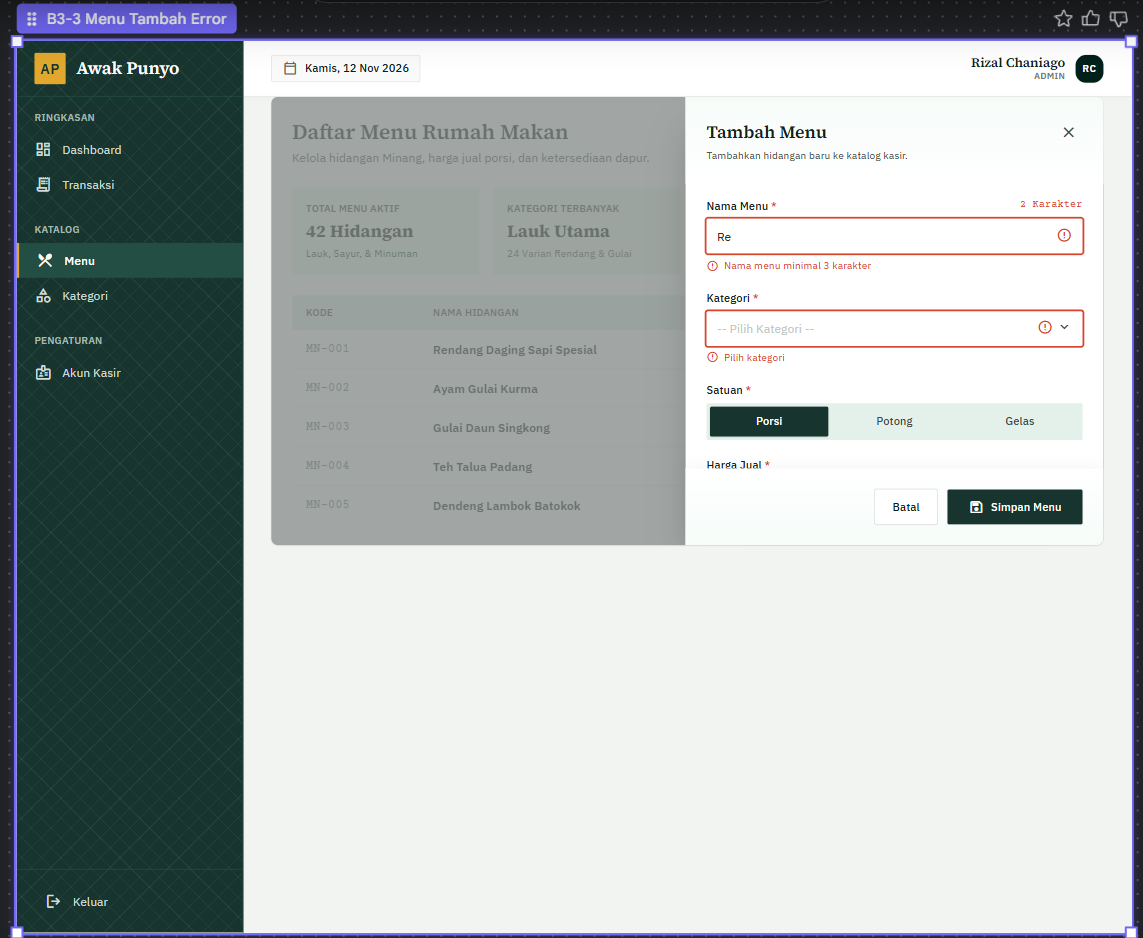 B3-3 Menu Tambah Error
AP Awak Punyo
RINGKASAN
Dashboard
Transaksi
KATALOG
Menu
Kategori
PENGATURAN
Akun Kasir
Keluar
Kamis, 12 Nov 2026
Rizal Chaniago
ADMIN
RC
Daftar Menu Rumah Makan
Kelola hidangan Minang, harga jual porsi, dan ketersediaan dapur.
TOTAL MENU AKTIF
42 Hidangan
Lauk, Sayur, & Minuman
KATEGORI TERBANYAK
Lauk Utama
24 Varian Rendang & Gulai
KODE NAMA HIDANGAN
MN-001 Rendang Daging Sapi Spesial
MN-002 Ayam Gulai Kurma
MN-003 Gulai Daun Singkong
MN-004 Teh Talua Padang
MN-005 Dendeng Lambok Batokok
Tambah Menu
Tambahkan hidangan baru ke katalog kasir.
Nama Menu * 2 Karakter
Re
Nama menu minimal 3 karakter
Kategori *
-- Pilih Kategori --
Pilih kategori
Satuan *
Porsi Potong Gelas
Harga Jual *
Batal Simpan Menu